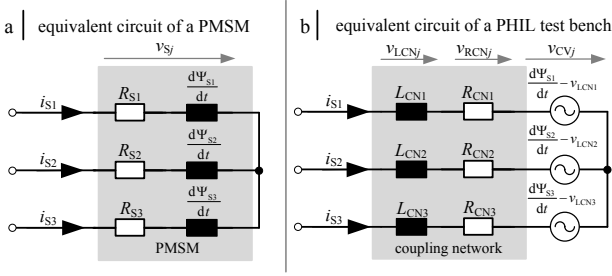 a | equivalent circuit of a PMSM
v_Sj
i_S1 R_S1 dΨ_S1/dt
i_S2 R_S2 dΨ_S2/dt
i_S3 R_S3 dΨ_S3/dt
PMSM
b | equivalent circuit of a PHIL test bench
v_LCNj v_RCNj v_CVj
i_S1 L_CN1 R_CN1 dΨ_S1/dt − v_LCN1
i_S2 L_CN2 R_CN2 dΨ_S2/dt − v_LCN2
i_S3 L_CN3 R_CN3 dΨ_S3/dt − v_LCN3
coupling network